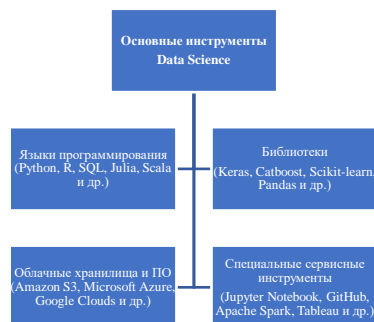 Основные инструменты
Data Science
Языки программирования
(Python, R, SQL, Julia, Scala
и др.)
Библиотеки
(Keras, Catboost, Scikit-learn,
Pandas и др.)
Облачные хранилища и ПО
(Amazon S3, Microsoft Azure,
Google Clouds и др.)
Специальные сервисные
инструменты
(Jupyter Notebook, GitHub,
Apache Spark, Tableau и др.)